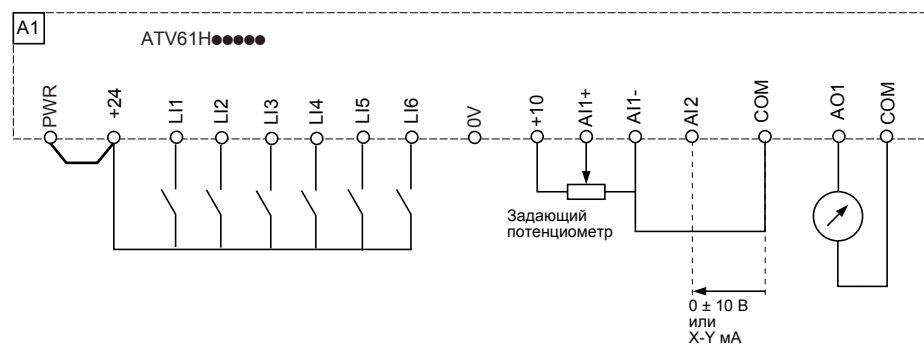 A1
ATV61H●●●●●
PWR
+24
LI1
LI2
LI3
LI4
LI5
LI6
0V
+10
AI1+
AI1-
AI2
COM
AO1
COM
Задающий
потенциометр
0 ± 10 В
или
X-Y мА